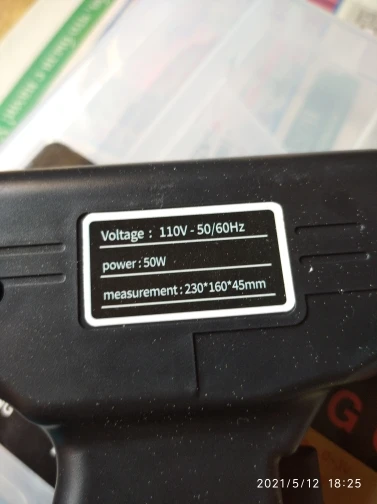 Voltage : 110V - 50/60Hz
power : 50W
measurement : 230*160*45mm
G
2021/5/12 18:25